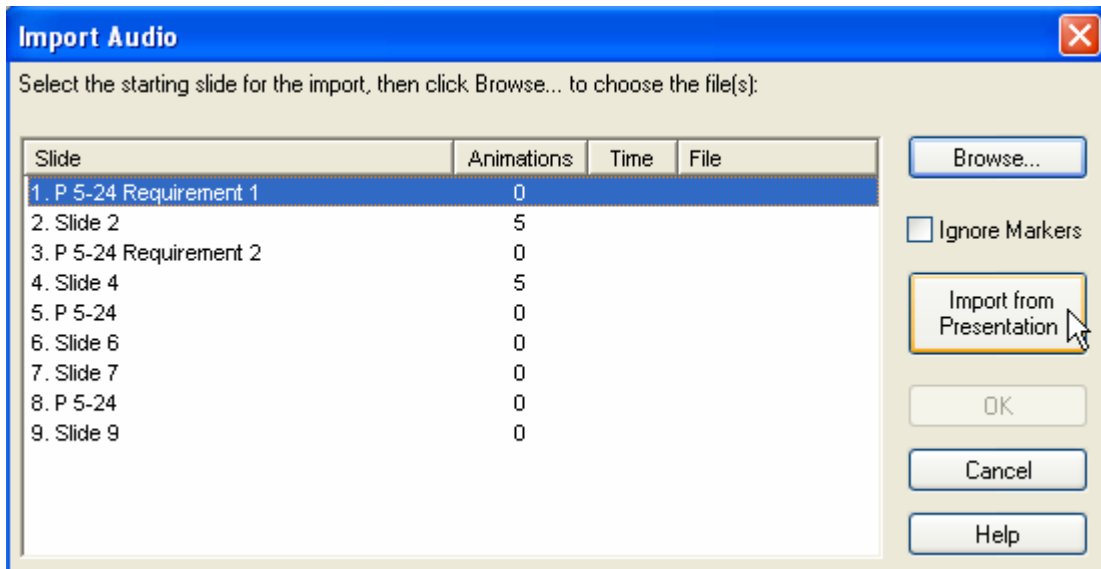 Import Audio
Select the starting slide for the import, then click Browse... to choose the file(s):
Slide Animations Time File
1. P 5-24 Requirement 1 0
2. Slide 2 5
3. P 5-24 Requirement 2 0
4. Slide 4 5
5. P 5-24 0
6. Slide 6 0
7. Slide 7 0
8. P 5-24 0
9. Slide 9 0
Browse...
Ignore Markers
Import from
Presentation
OK
Cancel
Help